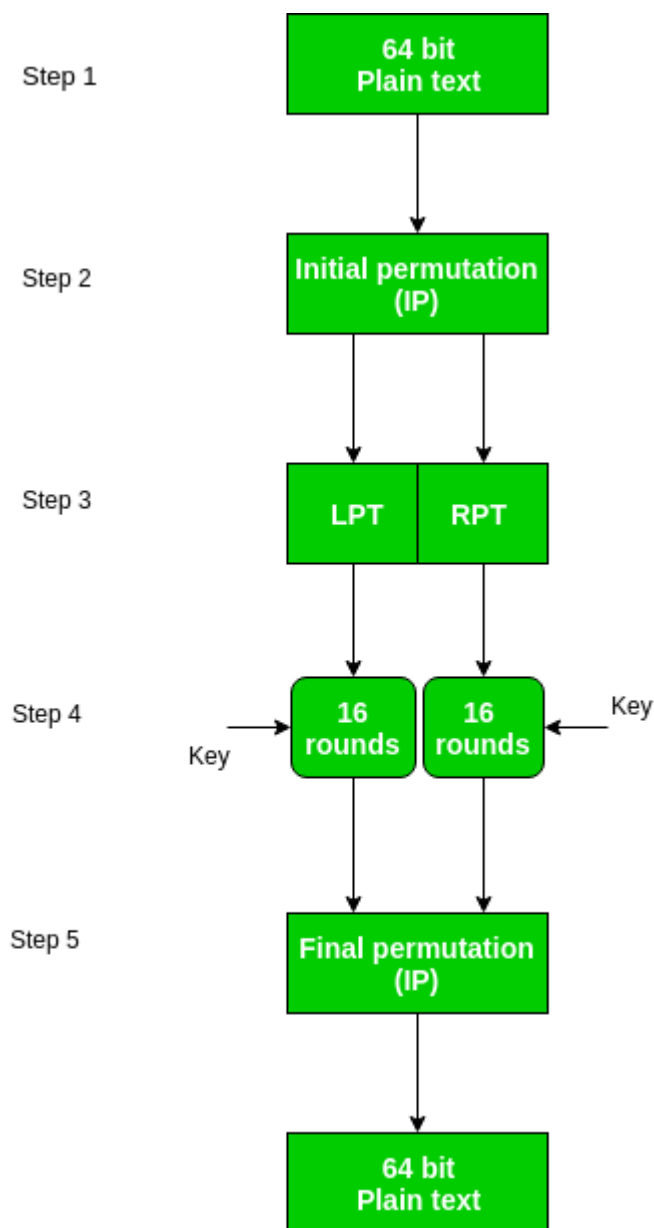 Step 1
64 bit
Plain text
Step 2
Initial permutation
(IP)
Step 3
LPT
RPT
Step 4
Key
16
rounds
16
rounds
Key
Step 5
Final permutation
(IP)
64 bit
Plain text